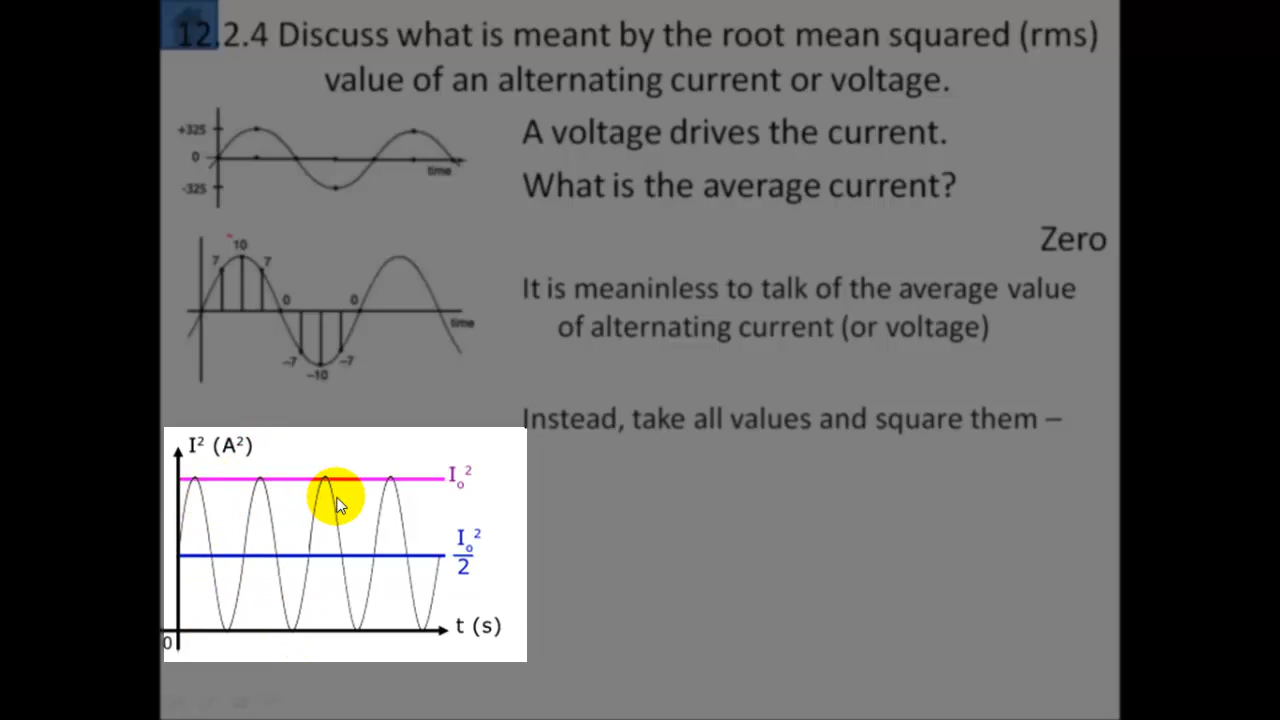 12.2.4 Discuss what is meant by the root mean squared (rms)
value of an alternating current or voltage.
+325
0
-325
time
A voltage drives the current.
What is the average current?
Zero
7
10
7
0
0
-7
-10
-7
time
It is meaninless to talk of the average value
of alternating current (or voltage)
Instead, take all values and square them –
I² (A²)
I₀²
I₀²
2
t (s)
0